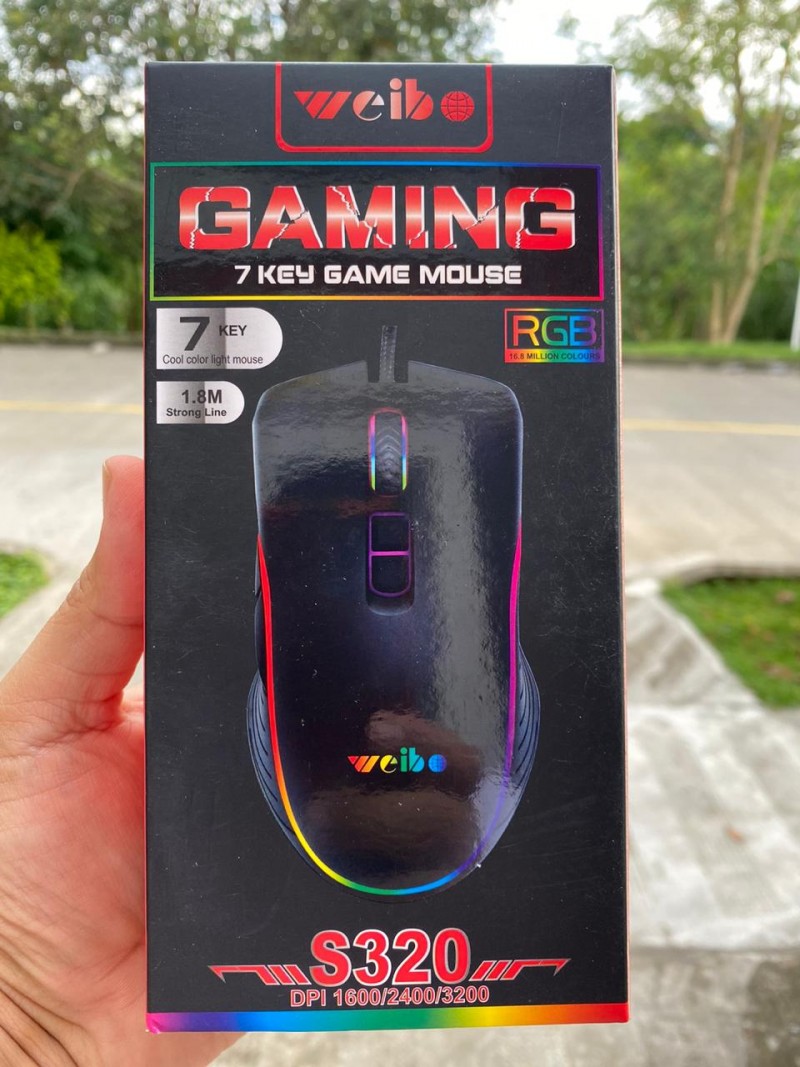 weibo
GAMING
7 KEY GAME MOUSE
7 KEY
Cool color light mouse
RGB
16.8 MILLION COLOURS
1.8M
Strong Line
weibo
S320
DPI 1600/2400/3200